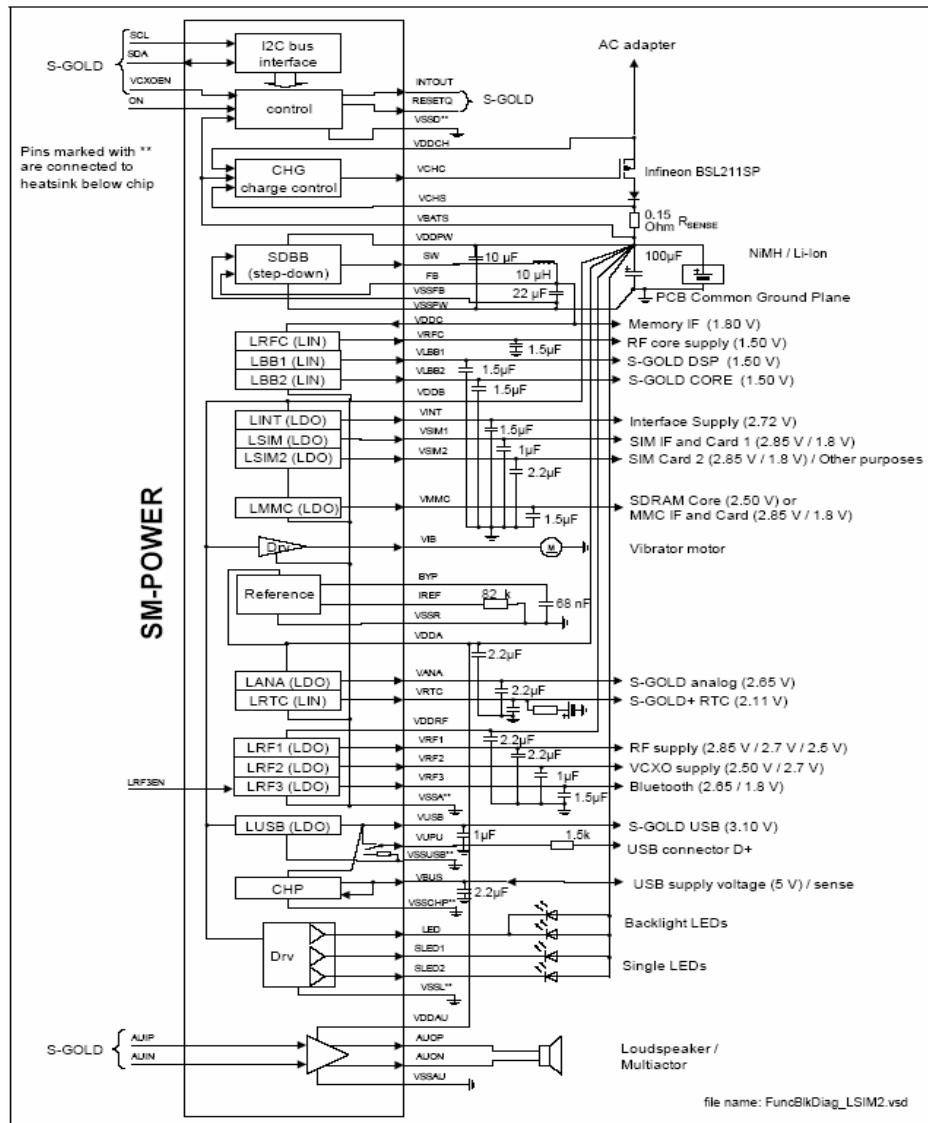 SCL
SDA
S-GOLD
VCXOEN
ON
I2C bus
interface
control
INTOUT
RESETQ
S-GOLD
VSSD**
AC adapter
Pins marked with **
are connected to
heatsink below chip
CHG
charge control
VDDCH
VCHC
VCHS
VBATS
Infineon BSL211SP
0.15
Ohm RSENSE
SDBB
(step-down)
VDDPW
SW
FB
VSSFB
VSSPW
10 µF
10 µH
22 µF
100µF
NiMH / Li-Ion
PCB Common Ground Plane
VDDC
Memory IF (1.80 V)
LRFC (LIN)
VRFC
1.5µF
RF core supply (1.50 V)
LBB1 (LIN)
VLBB1
1.5µF
S-GOLD DSP (1.50 V)
LBB2 (LIN)
VLBB2
1.5µF
S-GOLD CORE (1.50 V)
VDDB
LINT (LDO)
VINT
1.5µF
Interface Supply (2.72 V)
LSIM (LDO)
VSIM1
1µF
SIM IF and Card 1 (2.85 V / 1.8 V)
LSIM2 (LDO)
VSIM2
2.2µF
SIM Card 2 (2.85 V / 1.8 V) / Other purposes
LMMC (LDO)
VMMC
1.5µF
SDRAM Core (2.50 V) or
MMC IF and Card (2.85 V / 1.8 V)
SM-POWER
Drv
VIB
M
Vibrator motor
Reference
BYP
IREF
82 k
68 nF
VSSR
VDDA
2.2µF
LANA (LDO)
VANA
2.2µF
S-GOLD analog (2.65 V)
LRTC (LIN)
VRTC
S-GOLD+ RTC (2.11 V)
VDDRF
2.2µF
LRF1 (LDO)
VRF1
2.2µF
RF supply (2.85 V / 2.7 V / 2.5 V)
LRF2 (LDO)
VRF2
1µF
VCXO supply (2.50 V / 2.7 V)
LRF3EN
LRF3 (LDO)
VRF3
1.5µF
Bluetooth (2.65 / 1.8 V)
VSSA**
LUSB (LDO)
VUSB
1µF
S-GOLD USB (3.10 V)
VUPU
1.5k
USB connector D+
VSSUSB**
CHP
VBUS
2.2µF
USB supply voltage (5 V) / sense
VSSCHP**
Drv
LED
Backlight LEDs
SLED1
SLED2
Single LEDs
VSSL**
VDDAU
S-GOLD
AUIP
AUIN
AUOP
AUON
VSSAU
Loudspeaker /
Multiactor
file name: FuncBlkDiag_LSIM2.vsd